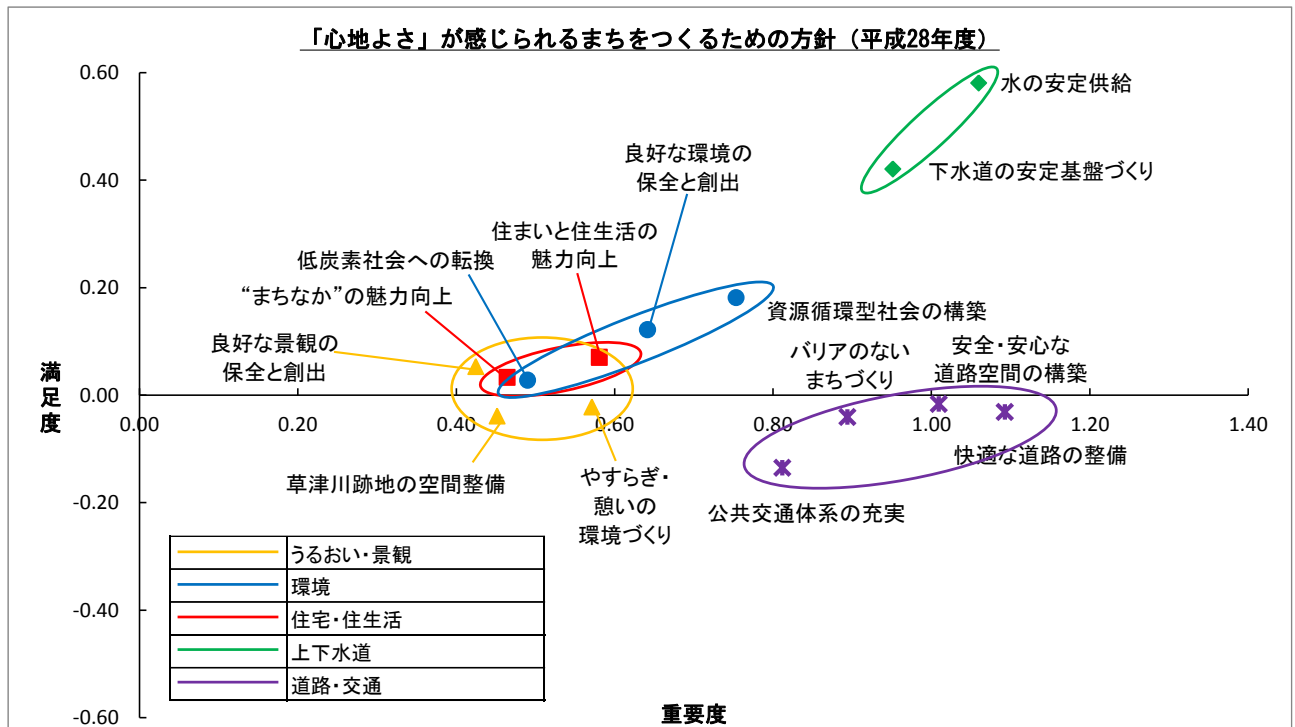 「心地よさ」が感じられるまちをつくるための方針（平成28年度）
0.60
0.40
0.20
0.00
-0.20
-0.40
-0.60
満足度
0.00
0.20
0.40
0.60
0.80
1.00
1.20
1.40
重要度
水の安定供給
下水道の安定基盤づくり
良好な環境の
保全と創出
住まいと住生活の
魅力向上
低炭素社会への転換
“まちなか”の魅力向上
良好な景観の
保全と創出
資源循環型社会の構築
バリアのない
まちづくり
安全・安心な
道路空間の構築
快適な道路の整備
公共交通体系の充実
草津川跡地の空間整備
やすらぎ・
憩いの
環境づくり
うるおい・景観
環境
住宅・住生活
上下水道
道路・交通